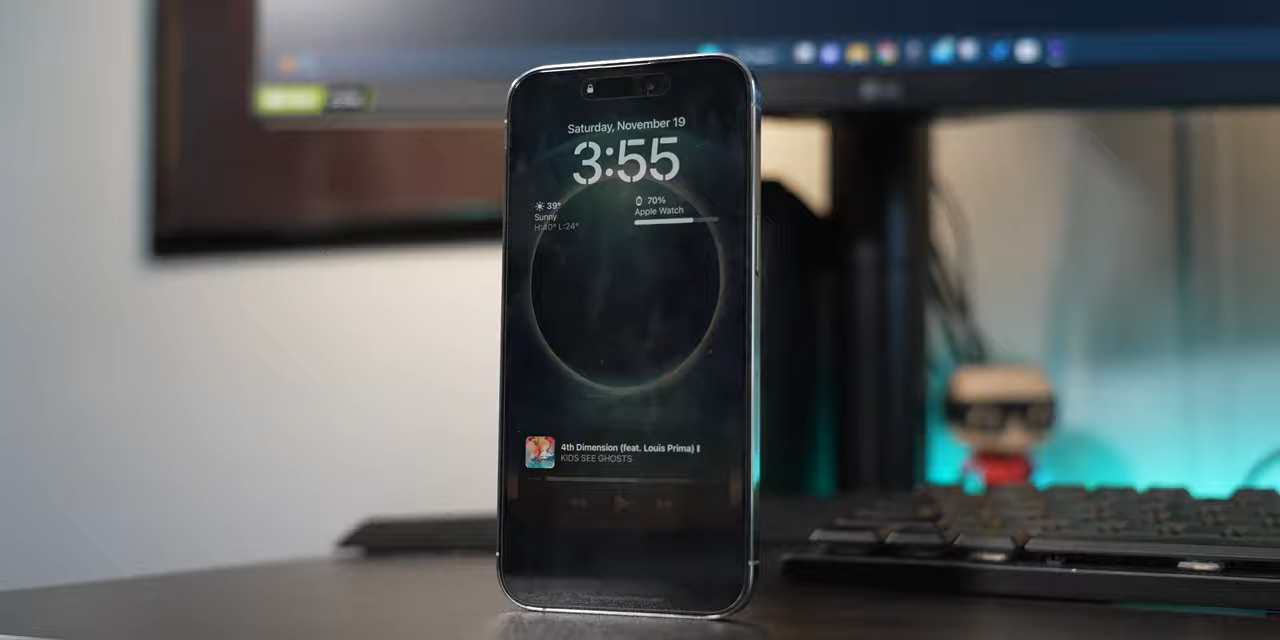 Saturday, November 19
3:55
39°
Sunny
H:40° L:24°
70%
Apple Watch
4th Dimension (feat. Louis Prima)
KIDS SEE GHOSTS
LG